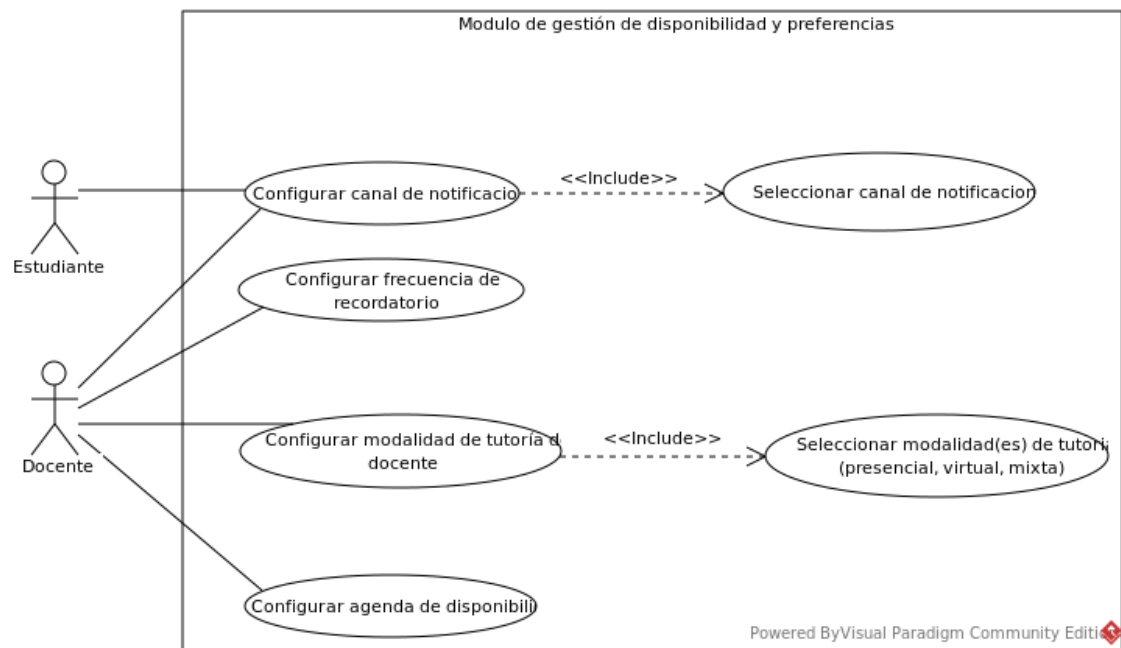 Modulo de gestión de disponibilidad y preferencias
Configurar canal de notificacio
<<Include>>
Seleccionar canal de notificacion
Estudiante
Configurar frecuencia de
recordatorio
Configurar modalidad de tutoría d
docente
<<Include>>
Seleccionar modalidad(es) de tutori
(presencial, virtual, mixta)
Docente
Configurar agenda de disponibili
Powered ByVisual Paradigm Community Editi